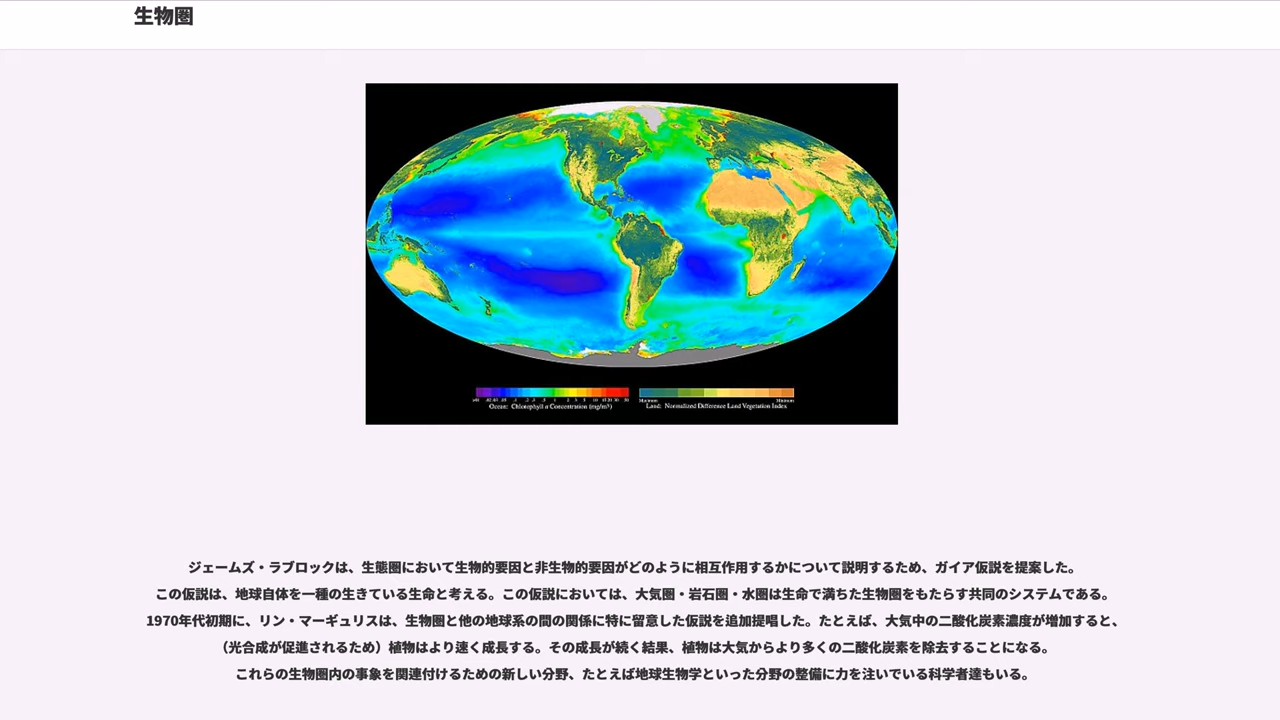 生物圏
Ocean: Chlorophyll a Concentration (mg/m³)
Land: Normalized Difference Land Vegetation Index
ジェームズ・ラブロックは、生態圏において生物的要因と非生物的要因がどのように相互作用するかについて説明するため、ガイア仮説を提案した。
この仮説は、地球自体を一種の生きている生命と考える。この仮説においては、大気圏・岩石圏・水圏は生命で満ちた生物圏をもたらす共同のシステムである。
1970年代初期に、リン・マーギュリスは、生物圏と他の地球系の間の関係に特に留意した仮説を追加提唱した。たとえば、大気中の二酸化炭素濃度が増加すると、
（光合成が促進されるため）植物はより速く成長する。その成長が続く結果、植物は大気からより多くの二酸化炭素を除去することになる。
これらの生物圏内の事象を関連付けるための新しい分野、たとえば地球生物学といった分野の整備に力を注いでいる科学者達もいる。